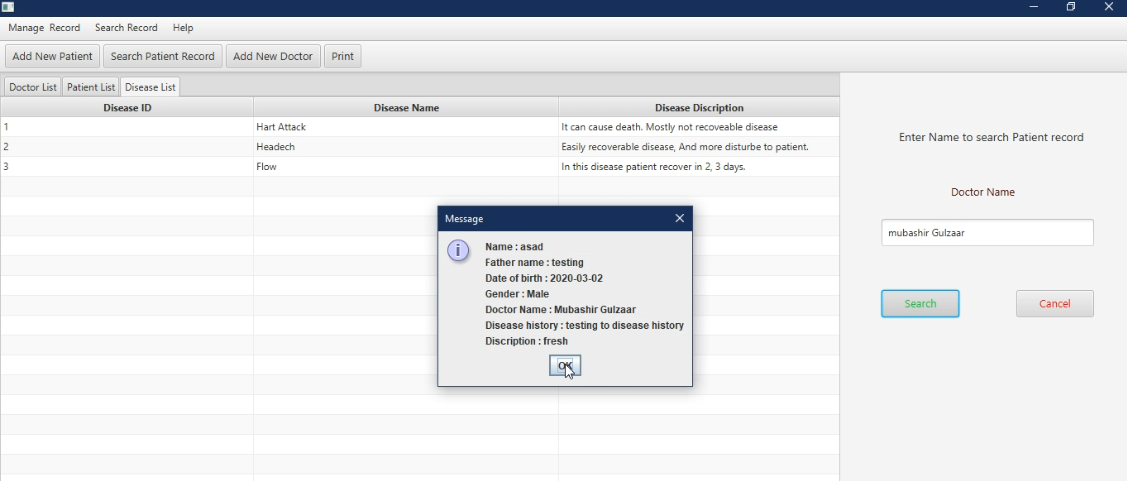 Manage Record Search Record Help
Add New Patient Search Patient Record Add New Doctor Print
Doctor List Patient List Disease List
Disease ID Disease Name Disease Discription
1 Hart Attack It can cause death. Mostly not recoveable disease
2 Headech Easily recoverable disease, And more disturbe to patient.
3 Flow In this disease patient recover in 2, 3 days.
Message
Name : asad
Father name : testing
Date of birth : 2020-03-02
Gender : Male
Doctor Name : Mubashir Gulzaar
Disease history : testing to disease history
Discription : fresh
OK
Enter Name to search Patient record
Doctor Name
mubashir Gulzaar
Search Cancel